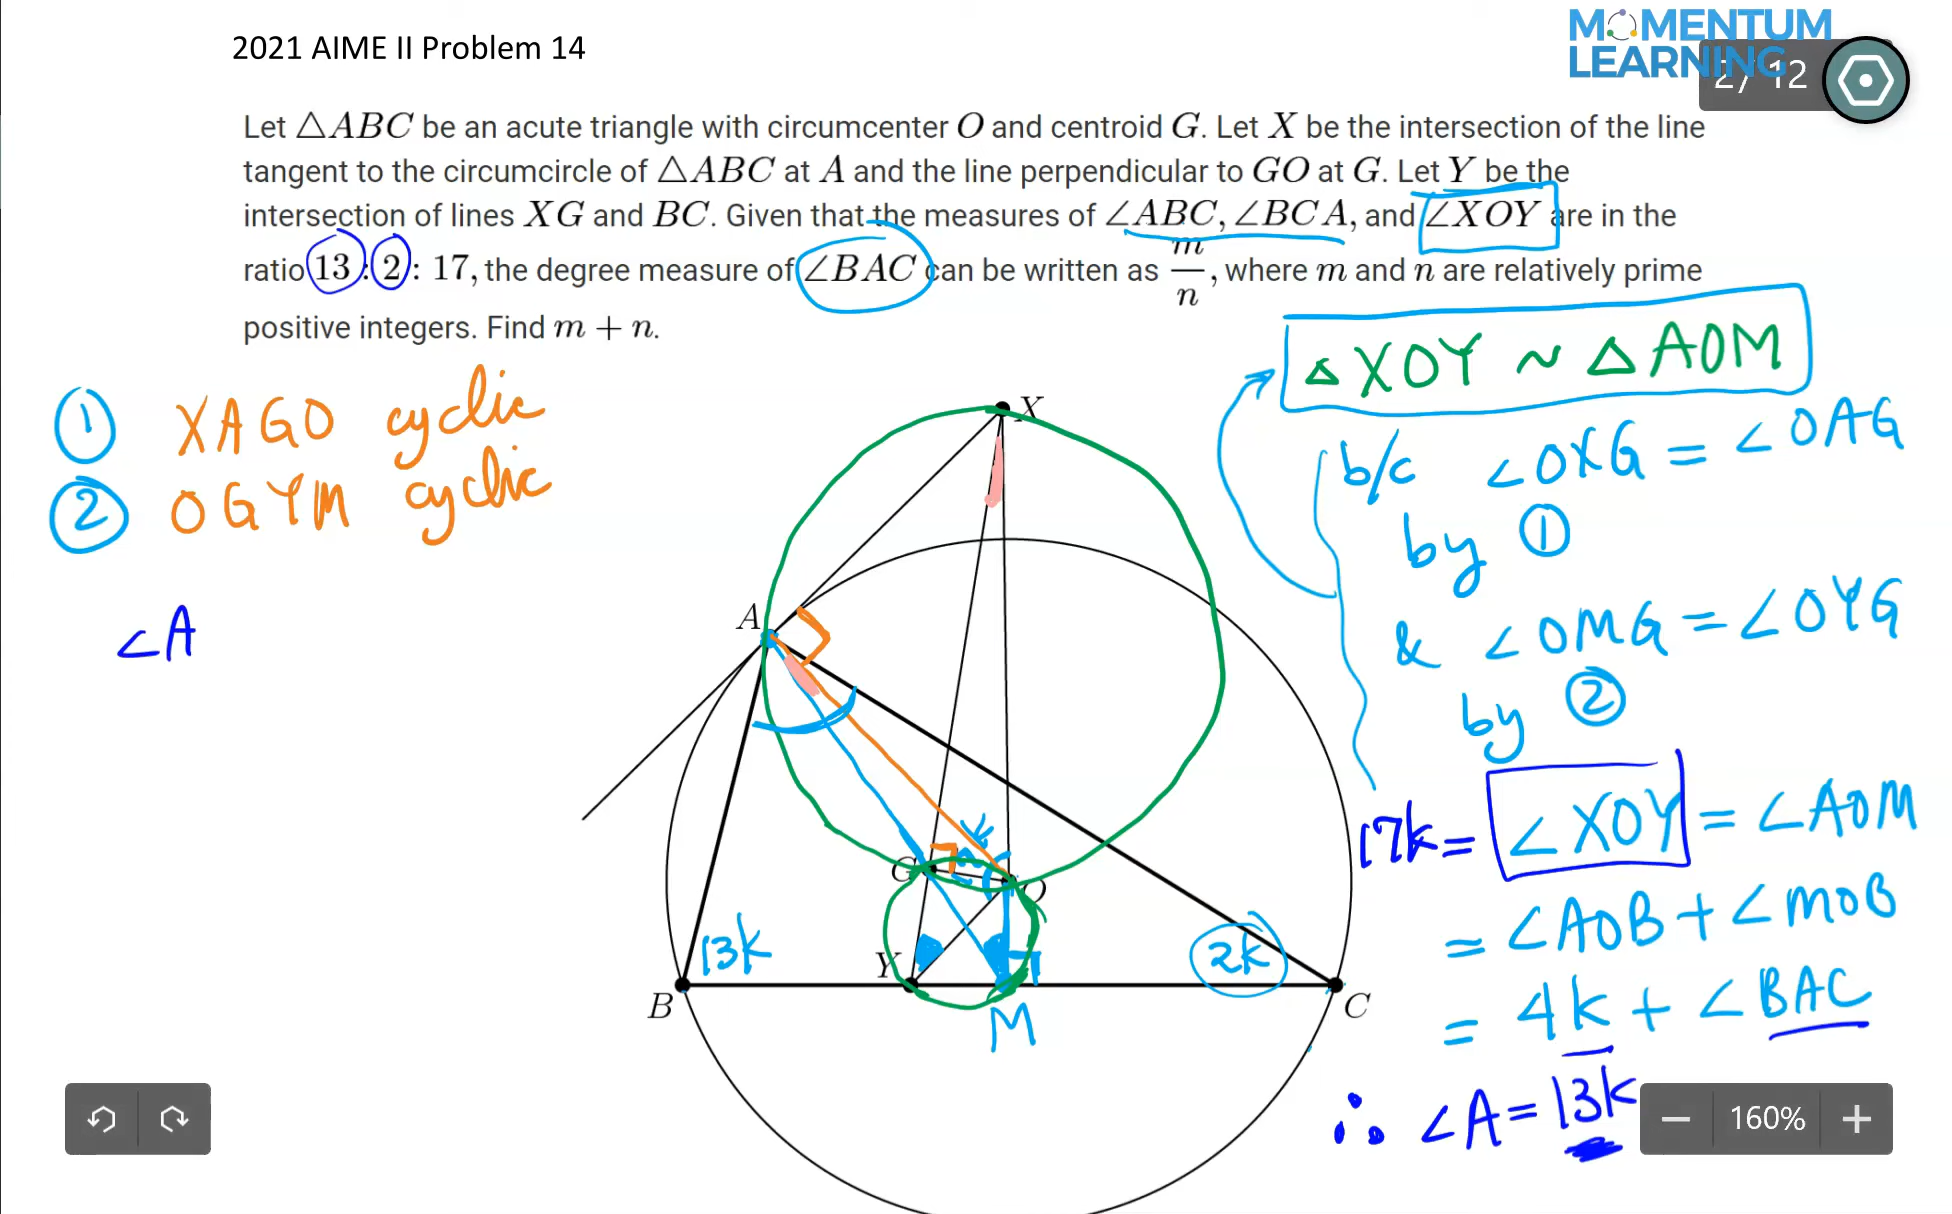 2021 AIME II Problem 14
MOMENTUM
LEARNING
2 / 12
Let △ABC be an acute triangle with circumcenter O and centroid G. Let X be the intersection of the line
tangent to the circumcircle of △ABC at A and the line perpendicular to GO at G. Let Y be the
intersection of lines XG and BC. Given that the measures of ∠ABC, ∠BCA, and ∠XOY are in the
ratio 13 : 2 : 17, the degree measure of ∠BAC can be written as m/n, where m and n are relatively prime
positive integers. Find m + n.
△XOY ~ △AOM
① XAGO cyclic
② OGYM cyclic
∠A
b/c ∠OXG = ∠OAG
by ①
& ∠OMG = ∠OYG
by ②
17k = ∠XOY = ∠AOM
= ∠AOB + ∠MOB
= 4k + ∠BAC
∴ ∠A = 13k
X
A
G
O
13k
Y
2k
B
M
C
160%